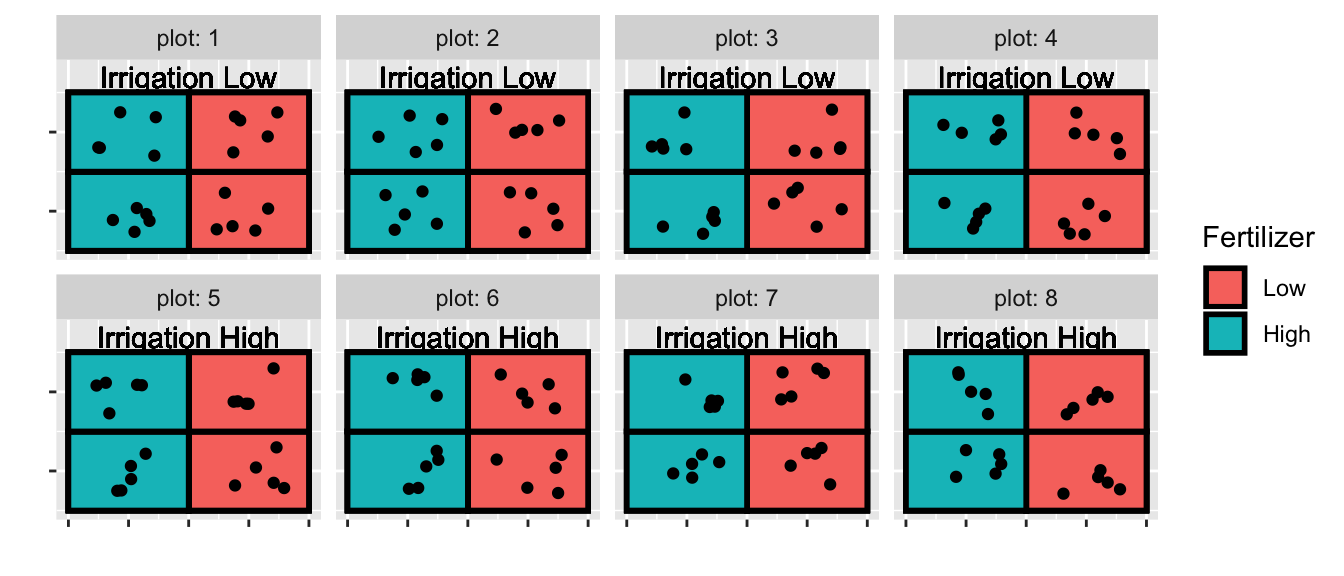 plot: 1
plot: 2
plot: 3
plot: 4
Irrigation Low
Irrigation Low
Irrigation Low
Irrigation Low
Fertilizer
Low
High
plot: 5
plot: 6
plot: 7
plot: 8
Irrigation High
Irrigation High
Irrigation High
Irrigation High